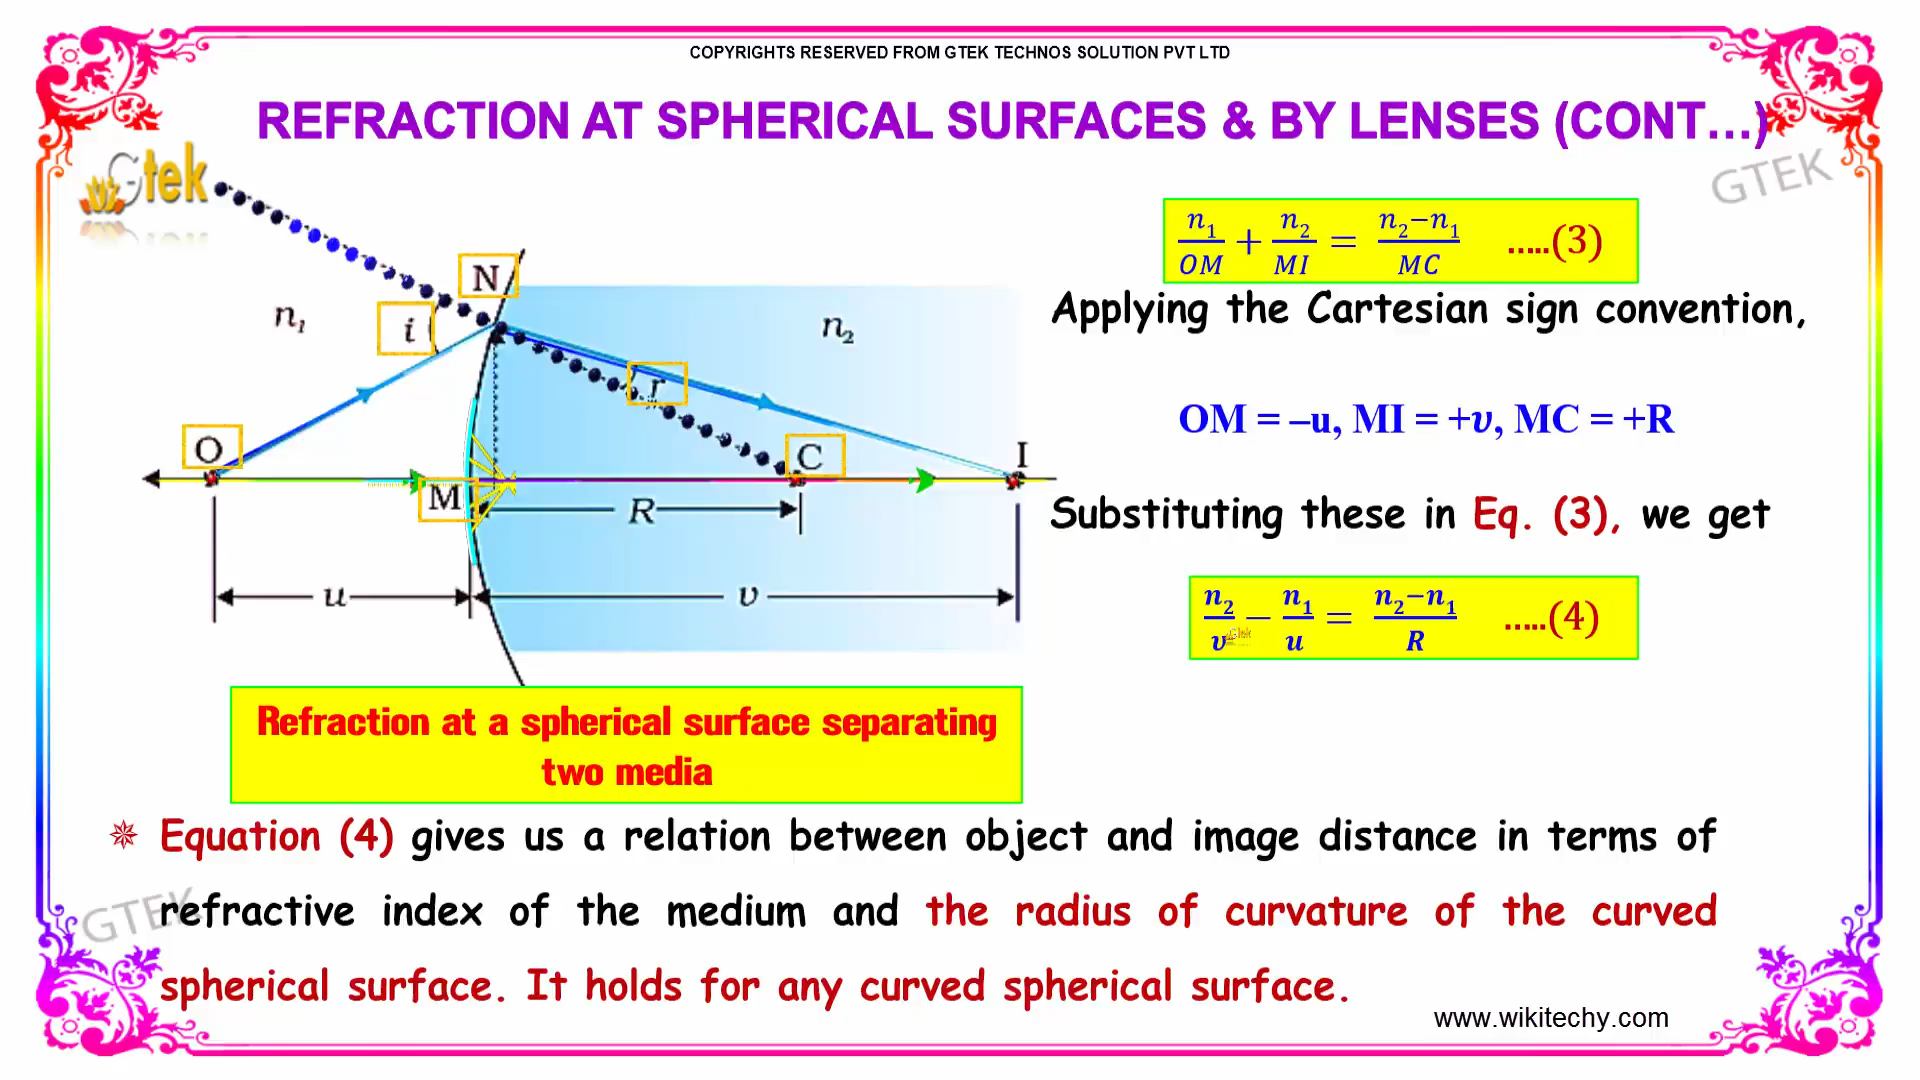 COPYRIGHTS RESERVED FROM GTEK TECHNOS SOLUTION PVT LTD
REFRACTION AT SPHERICAL SURFACES & BY LENSES (CONT...)
Gtek
GTEK
n₁/OM + n₂/MI = n₂−n₁/MC .....(3)
N
n₁
i
n₂
Applying the Cartesian sign convention,
r
OM = –u, MI = +υ, MC = +R
O
C
I
M
R
Substituting these in Eq. (3), we get
u
υ
n₂/υ − n₁/u = n₂−n₁/R .....(4)
Refraction at a spherical surface separating
two media
Equation (4) gives us a relation between object and image distance in terms of
refractive index of the medium and the radius of curvature of the curved
GTEK
spherical surface. It holds for any curved spherical surface.
www.wikitechy.com